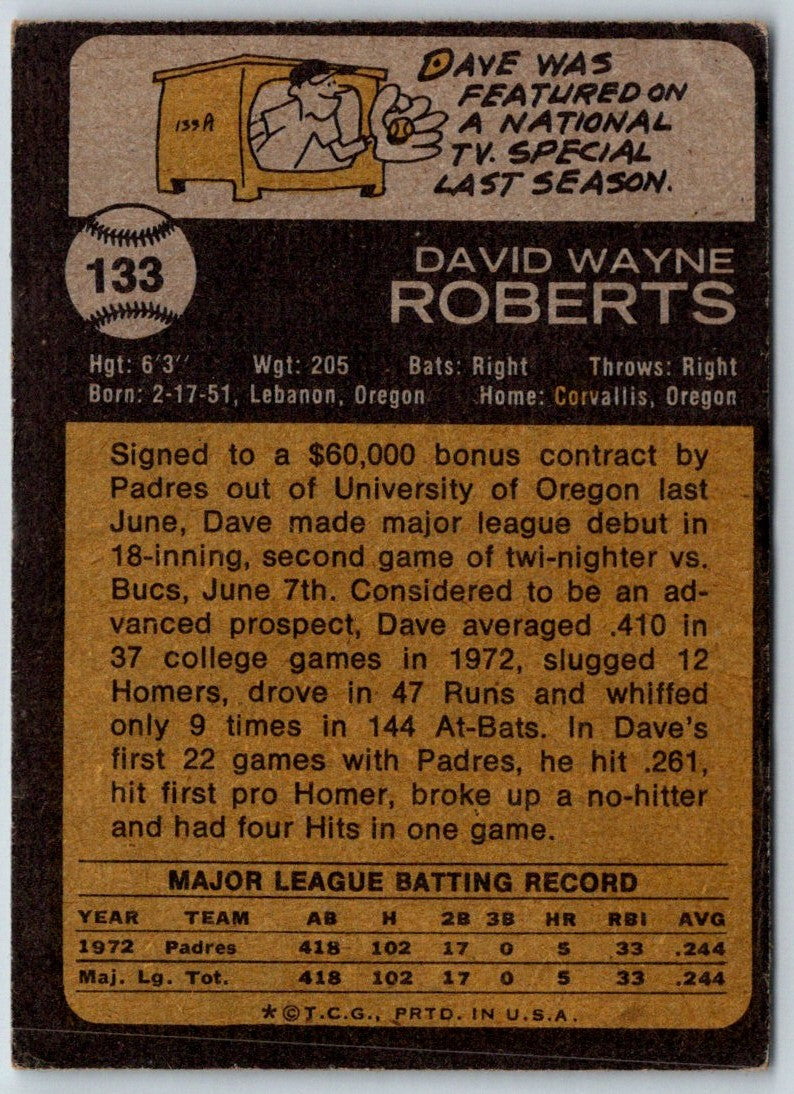 DAVE WAS
FEATURED ON
A NATIONAL
TV. SPECIAL
LAST SEASON.
133A
133
DAVID WAYNE
ROBERTS
Hgt: 6'3" Wgt: 205 Bats: Right Throws: Right
Born: 2-17-51, Lebanon, Oregon Home: Corvallis, Oregon
Signed to a $60,000 bonus contract by
Padres out of University of Oregon last
June, Dave made major league debut in
18-inning, second game of twi-nighter vs.
Bucs, June 7th. Considered to be an ad-
vanced prospect, Dave averaged .410 in
37 college games in 1972, slugged 12
Homers, drove in 47 Runs and whiffed
only 9 times in 144 At-Bats. In Dave's
first 22 games with Padres, he hit .261,
hit first pro Homer, broke up a no-hitter
and had four Hits in one game.
MAJOR LEAGUE BATTING RECORD
YEAR TEAM AB H 2B 3B HR RBI AVG
1972 Padres 418 102 17 0 5 33 .244
Maj. Lg. Tot. 418 102 17 0 5 33 .244
*©T.C.G., PRTD. IN U.S.A.